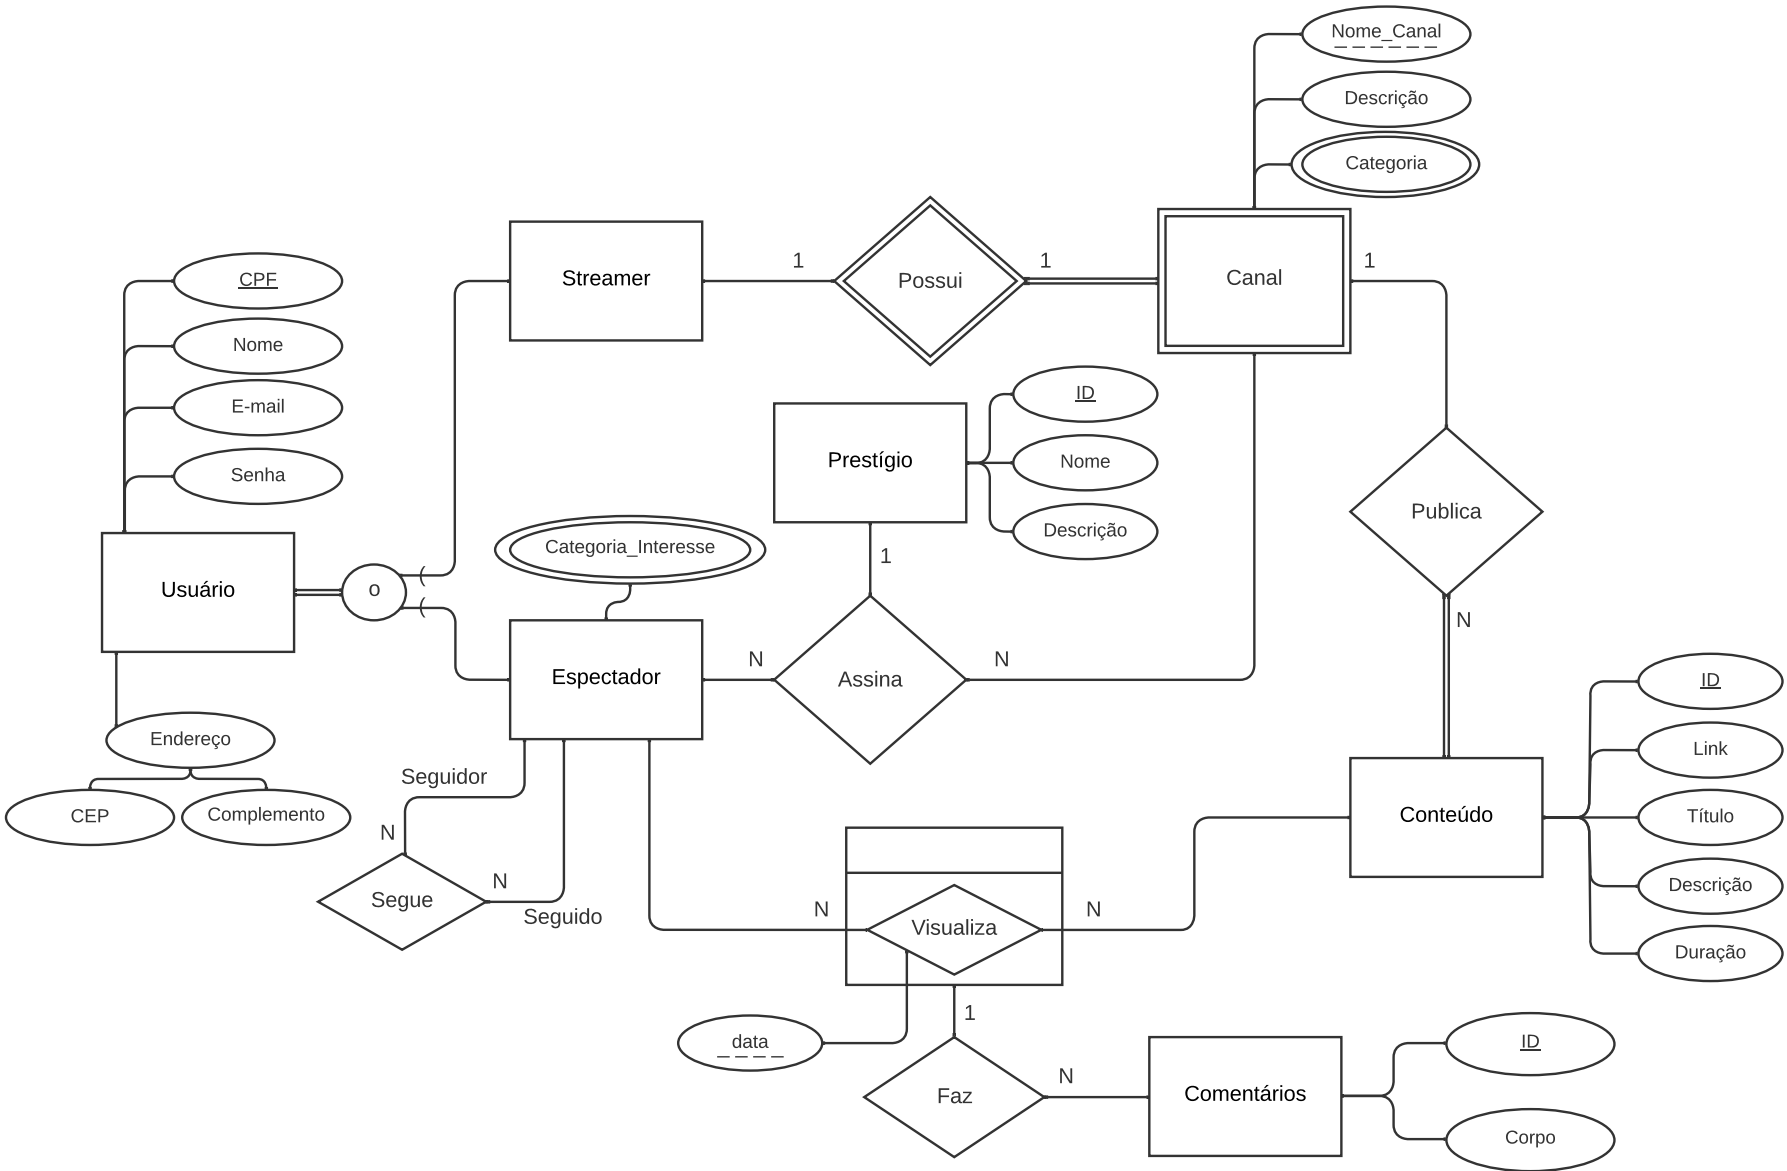 Nome_Canal
Descrição
Categoria
Streamer
1
Possui
1
Canal
1
CPF
Nome
E-mail
Senha
Prestígio
ID
Nome
Descrição
Publica
Categoria_Interesse
1
Usuário
o
N
Espectador
N
Assina
N
ID
Endereço
Link
CEP
Complemento
Seguidor
N
Conteúdo
Título
Segue
N
Seguido
N
Visualiza
N
Descrição
Duração
1
data
ID
N
Faz
Comentários
Corpo